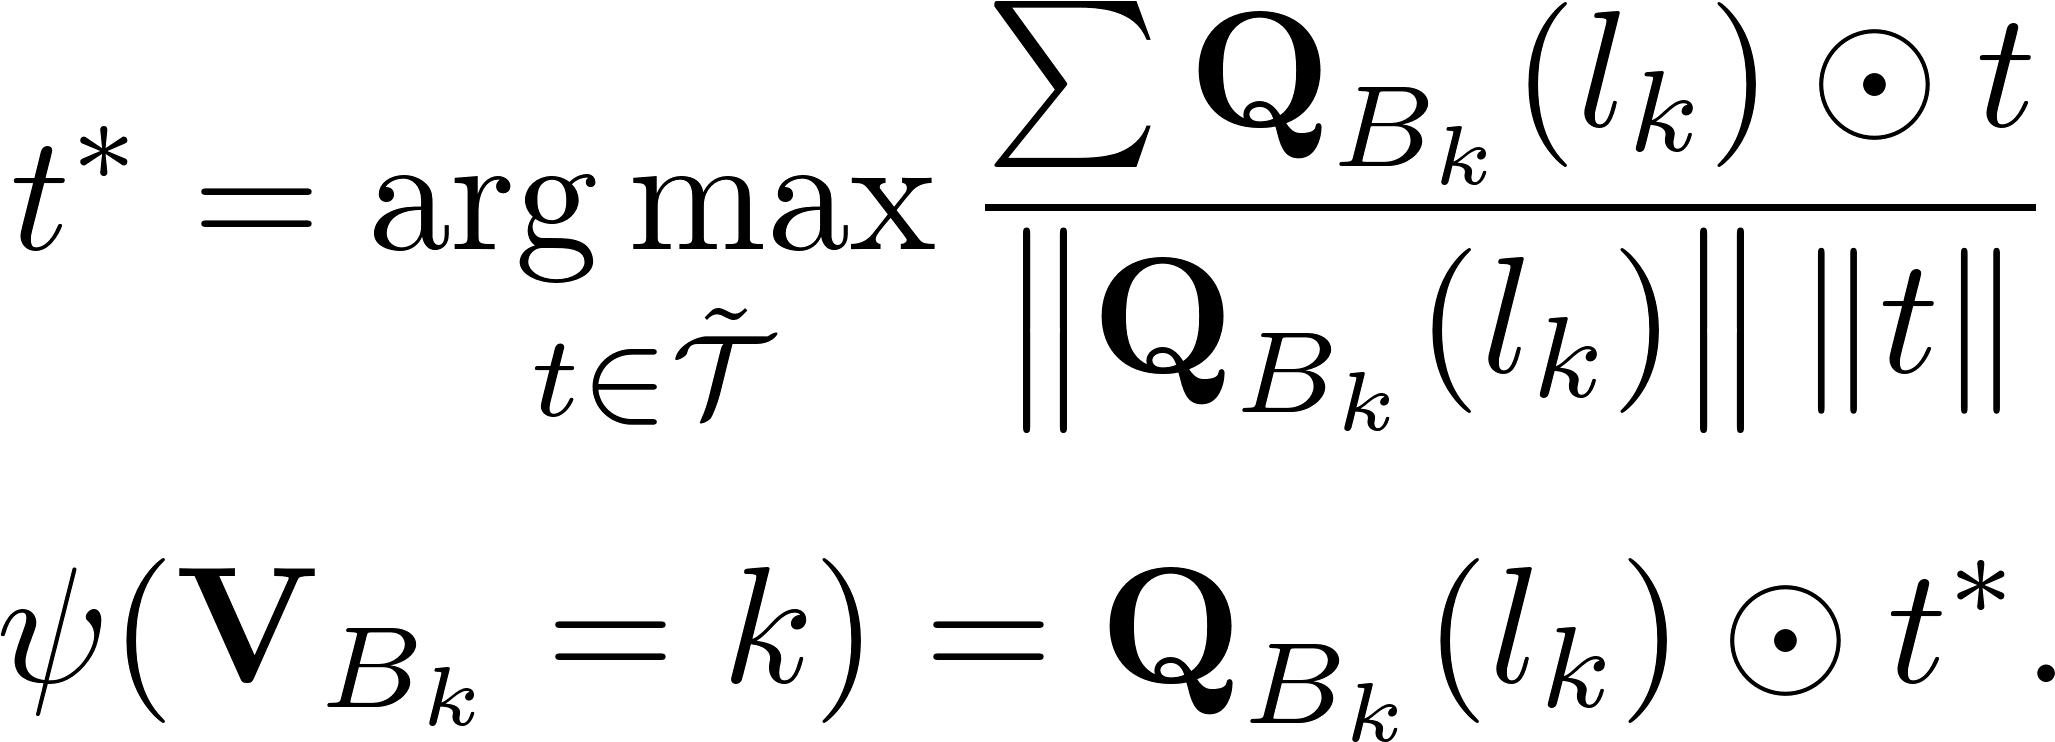 t^* = \arg\max_{t \in \tilde{\mathcal{T}}} \frac{\sum \mathbf{Q}_{B_k}(l_k) \odot t}{\left\| \mathbf{Q}_{B_k}(l_k) \right\| \| t \|}
\psi(\mathbf{V}_{B_k} = k) = \mathbf{Q}_{B_k}(l_k) \odot t^*.